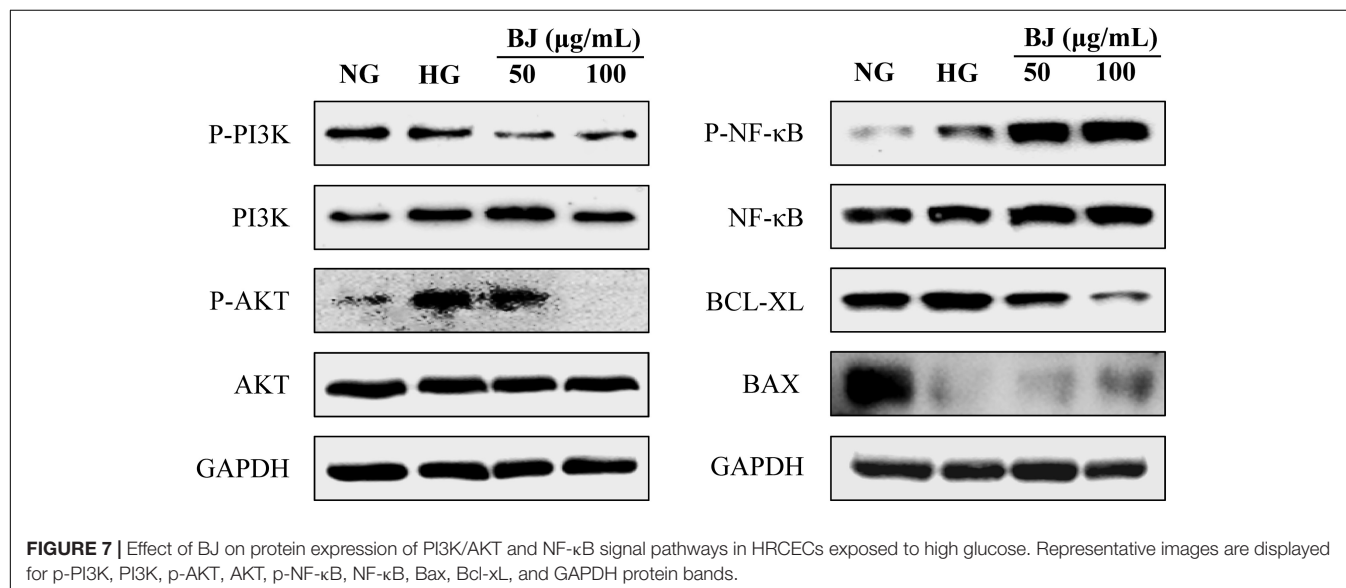 BJ (μg/mL)
NG HG 50 100
P-PI3K
PI3K
P-AKT
AKT
GAPDH
BJ (μg/mL)
NG HG 50 100
P-NF-κB
NF-κB
BCL-XL
BAX
GAPDH
FIGURE 7 | Effect of BJ on protein expression of PI3K/AKT and NF-κB signal pathways in HRCECs exposed to high glucose. Representative images are displayed
for p-PI3K, PI3K, p-AKT, AKT, p-NF-κB, NF-κB, Bax, Bcl-xL, and GAPDH protein bands.